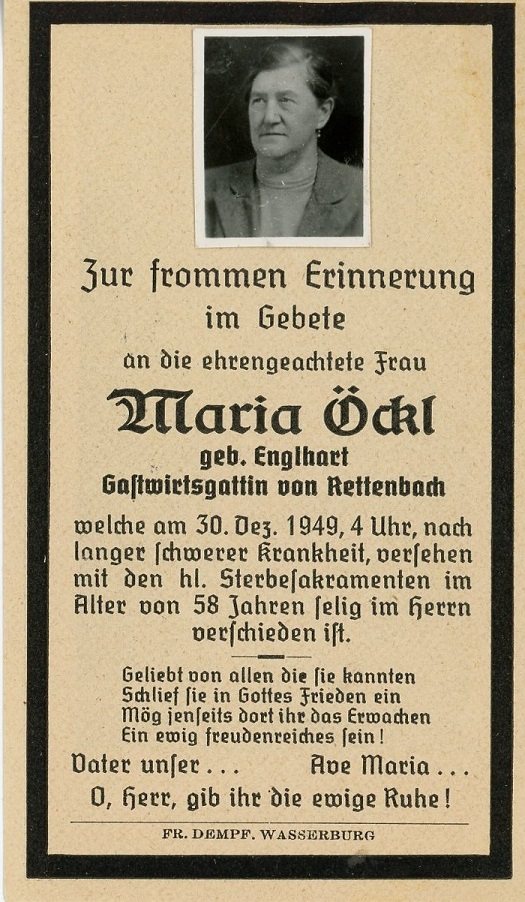 Zur frommen Erinnerung
im Gebete
an die ehrengeachtete Frau
Maria Öckl
geb. Englhart
Gastwirtsgattin von Rettenbach
welche am 30. Dez. 1949, 4 Uhr, nach
langer schwerer Krankheit, versehen
mit den hl. Sterbesakramenten im
Alter von 58 Jahren selig im Herrn
verschieden ist.
Geliebt von allen die sie kannten
Schlief sie in Gottes Frieden ein
Mög jenseits dort ihr das Erwachen
Ein ewig freudenreiches sein!
Vater unser... Ave Maria...
O, Herr, gib ihr die ewige Ruhe!
FR. DEMPF. WASSERBURG